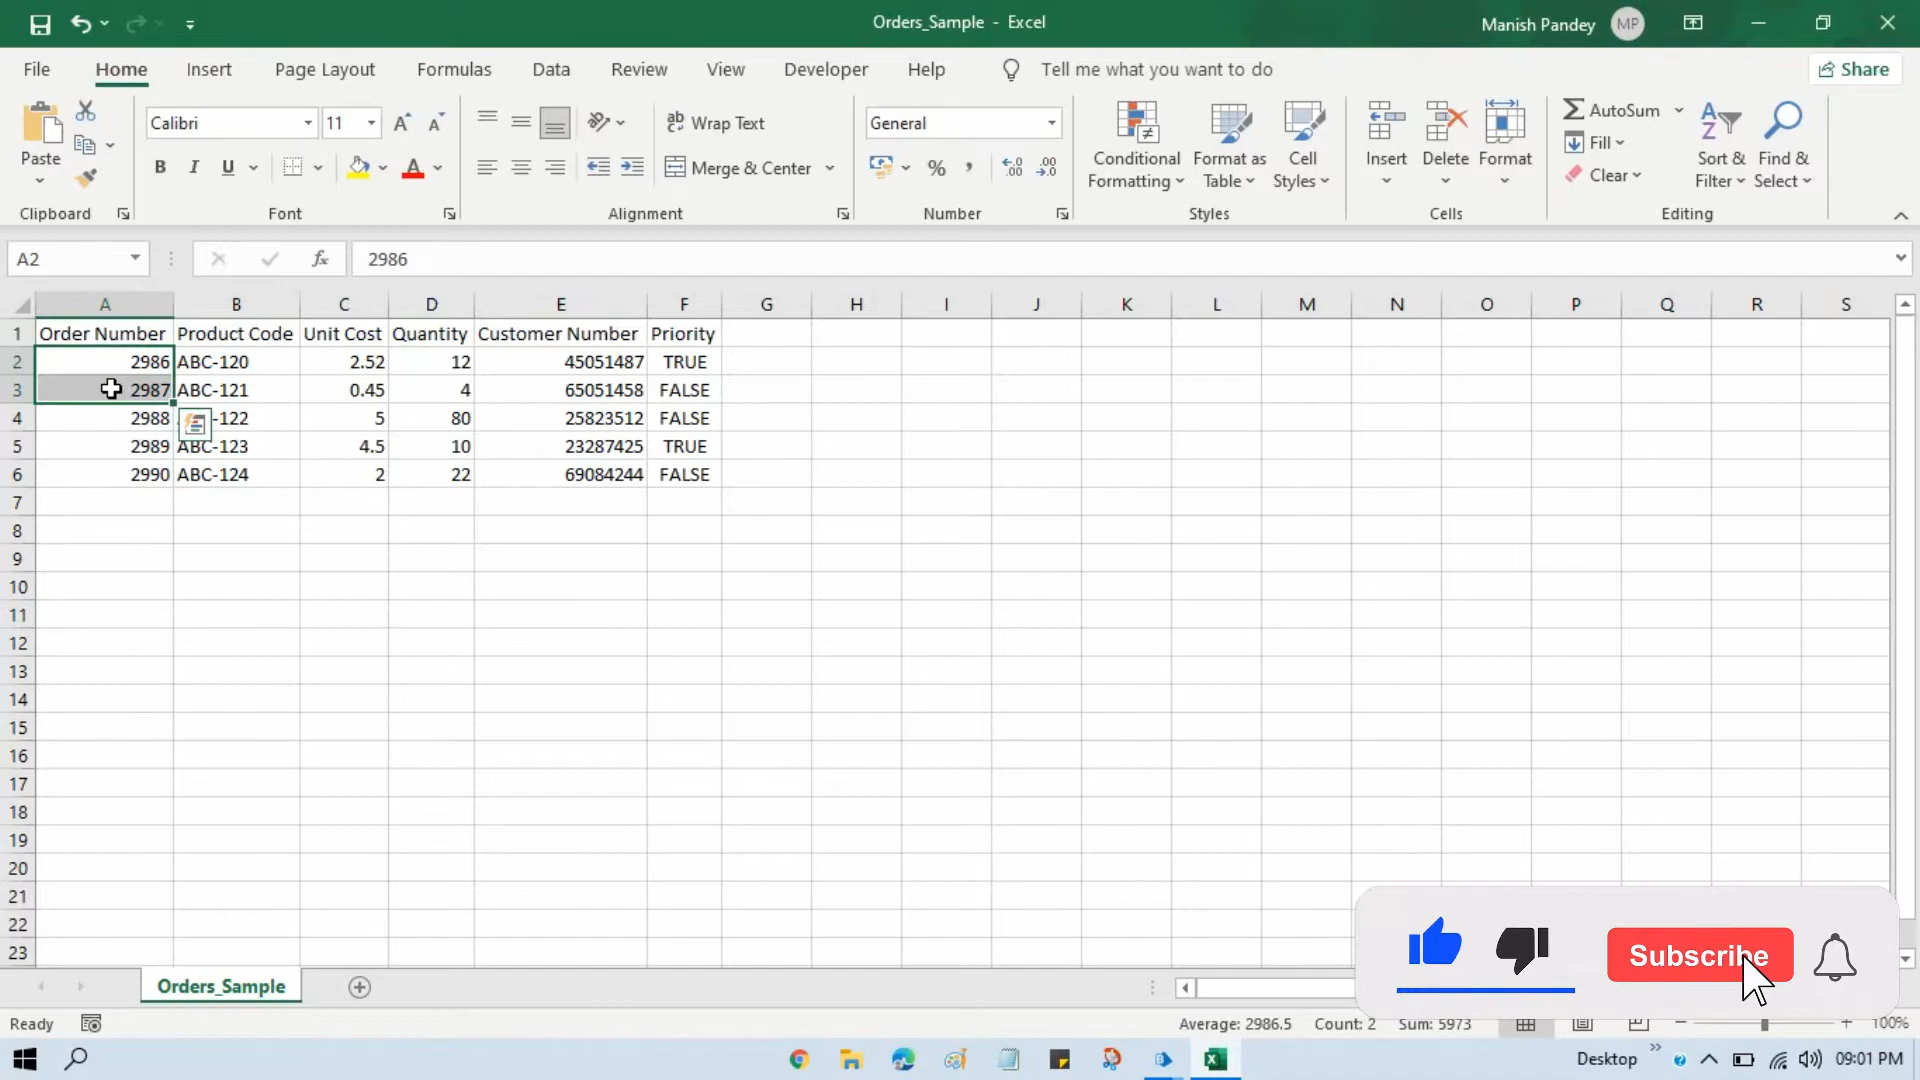 Orders_Sample - Excel
Manish Pandey MP
File Home Insert Page Layout Formulas Data Review View Developer Help Tell me what you want to do Share
Paste
Calibri 11
B I U A
Wrap Text
Merge & Center
General
%
Conditional Formatting
Format as Table
Cell Styles
Insert Delete Format
AutoSum
Fill
Clear
Sort & Filter
Find & Select
Clipboard Font Alignment Number Styles Cells Editing
A2 fx 2986
A B C D E F G H I J K L M N O P Q R S
1 Order Number Product Code Unit Cost Quantity Customer Number Priority
2 2986 ABC-120 2.52 12 45051487 TRUE
3 2987 ABC-121 0.45 4 65051458 FALSE
4 2988 -122 5 80 25823512 FALSE
5 2989 ABC-123 4.5 10 23287425 TRUE
6 2990 ABC-124 2 22 69084244 FALSE
7
8
9
10
11
12
13
14
15
16
17
18
19
20
21
22
23
Subscribe
Orders_Sample
Ready Average: 2986.5 Count: 2 Sum: 5973 100%
Desktop 09:01 PM